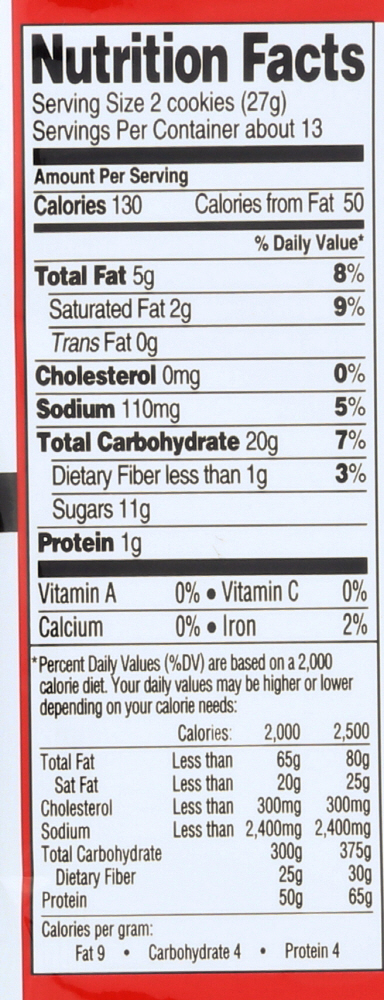 Nutrition Facts
Serving Size 2 cookies (27g)
Servings Per Container about 13
Amount Per Serving
Calories 130 Calories from Fat 50
% Daily Value*
Total Fat 5g 8%
Saturated Fat 2g 9%
Trans Fat 0g
Cholesterol 0mg 0%
Sodium 110mg 5%
Total Carbohydrate 20g 7%
Dietary Fiber less than 1g 3%
Sugars 11g
Protein 1g
Vitamin A 0% • Vitamin C 0%
Calcium 0% • Iron 2%
*Percent Daily Values (%DV) are based on a 2,000
calorie diet. Your daily values may be higher or lower
depending on your calorie needs:
Calories: 2,000 2,500
Total Fat Less than 65g 80g
Sat Fat Less than 20g 25g
Cholesterol Less than 300mg 300mg
Sodium Less than 2,400mg 2,400mg
Total Carbohydrate 300g 375g
Dietary Fiber 25g 30g
Protein 50g 65g
Calories per gram:
Fat 9 • Carbohydrate 4 • Protein 4